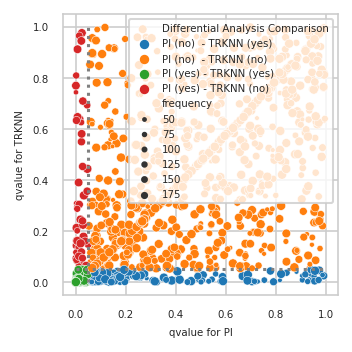 Differential Analysis Comparison
PI (no)  - TRKNN (yes)
PI (no)  - TRKNN (no)
PI (yes) - TRKNN (yes)
PI (yes) - TRKNN (no)
frequency
50
75
100
125
150
175
1.0
0.8
0.6
0.4
0.2
0.0
qvalue for TRKNN
0.0 0.2 0.4 0.6 0.8 1.0
qvalue for PI